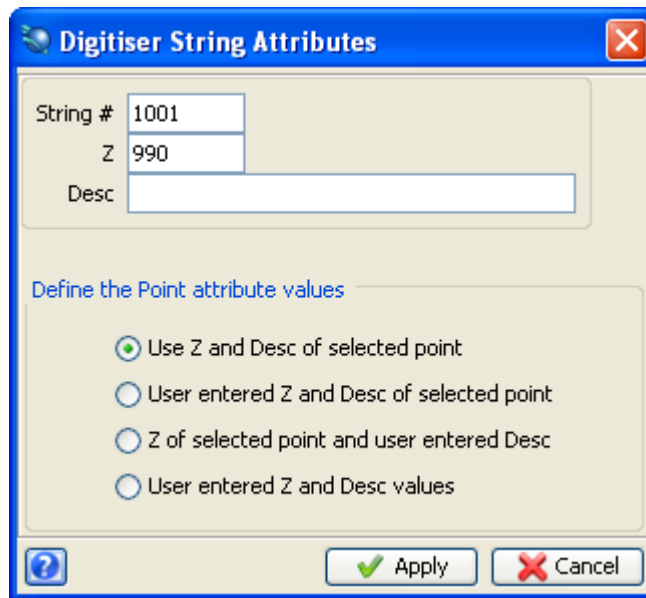 Digitiser String Attributes
String # 1001
Z 990
Desc
Define the Point attribute values
Use Z and Desc of selected point
User entered Z and Desc of selected point
Z of selected point and user entered Desc
User entered Z and Desc values
? Apply Cancel